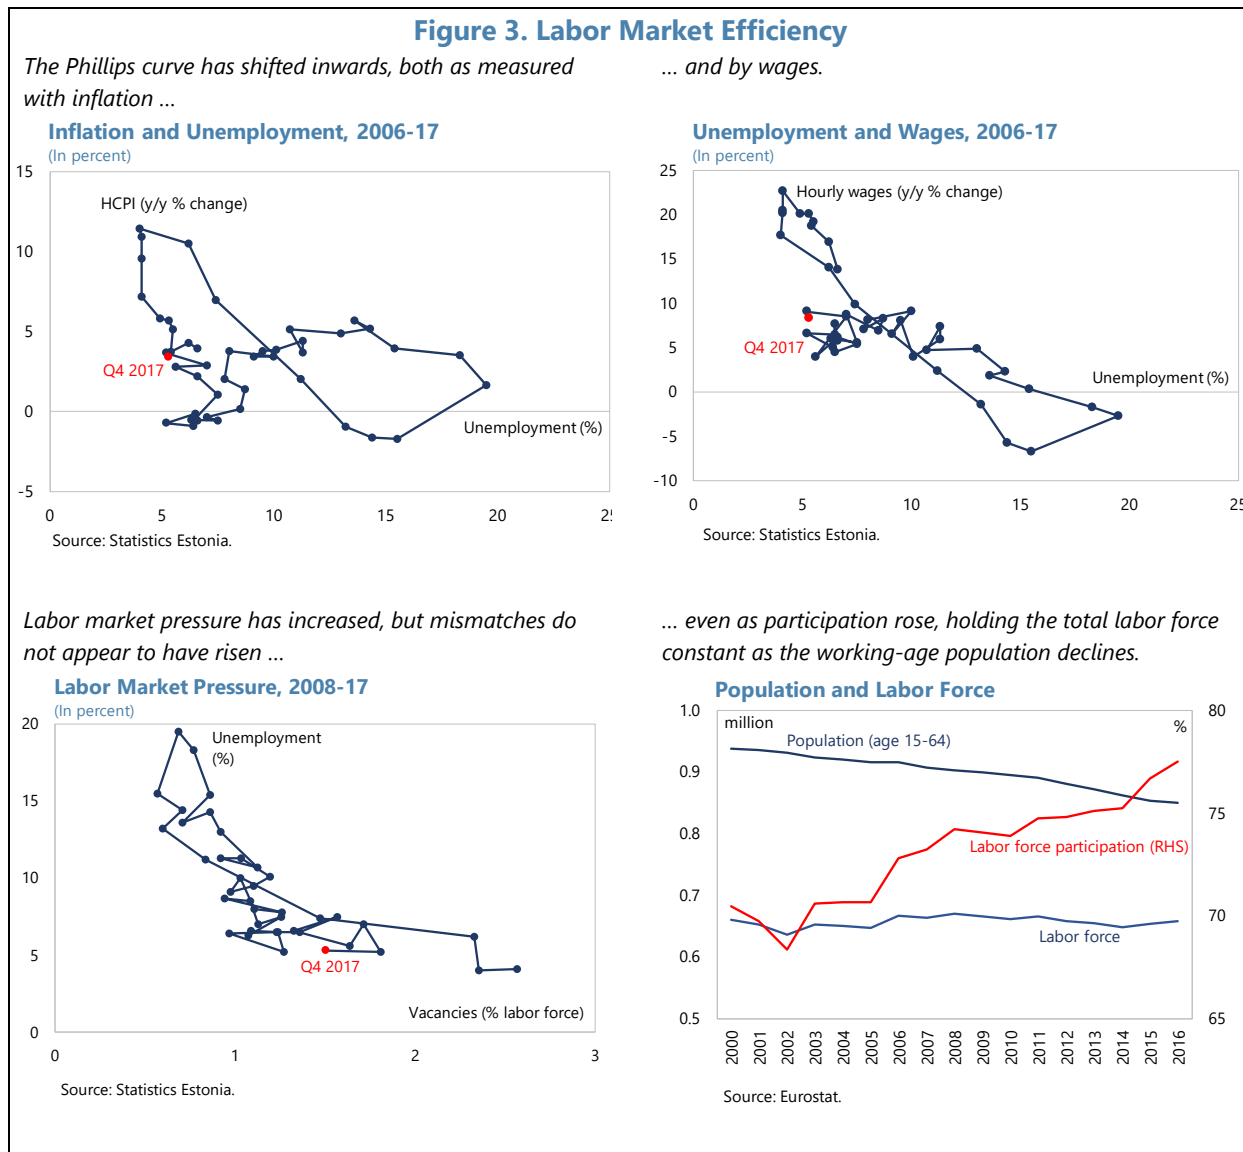 Figure 3. Labor Market Efficiency
The Phillips curve has shifted inwards, both as measured
with inflation …
Inflation and Unemployment, 2006-17
(In percent)
15
10
5
0
-5
HCPI (y/y % change)
Q4 2017
Unemployment (%)
0
5
10
15
20
25
Source: Statistics Estonia.
… and by wages.
Unemployment and Wages, 2006-17
(In percent)
25
20
15
10
5
0
-5
-10
Hourly wages (y/y % change)
Q4 2017
Unemployment (%)
0
5
10
15
20
25
Source: Statistics Estonia.
Labor market pressure has increased, but mismatches do
not appear to have risen …
Labor Market Pressure, 2008-17
(In percent)
20
15
10
5
0
Unemployment
(%)
Q4 2017
Vacancies (% labor force)
0
1
2
3
Source: Statistics Estonia.
… even as participation rose, holding the total labor force
constant as the working-age population declines.
Population and Labor Force
1.0
0.9
0.8
0.7
0.6
0.5
million
%
80
75
70
65
Population (age 15-64)
Labor force participation (RHS)
Labor force
2000
2001
2002
2003
2004
2005
2006
2007
2008
2009
2010
2011
2012
2013
2014
2015
2016
Source: Eurostat.